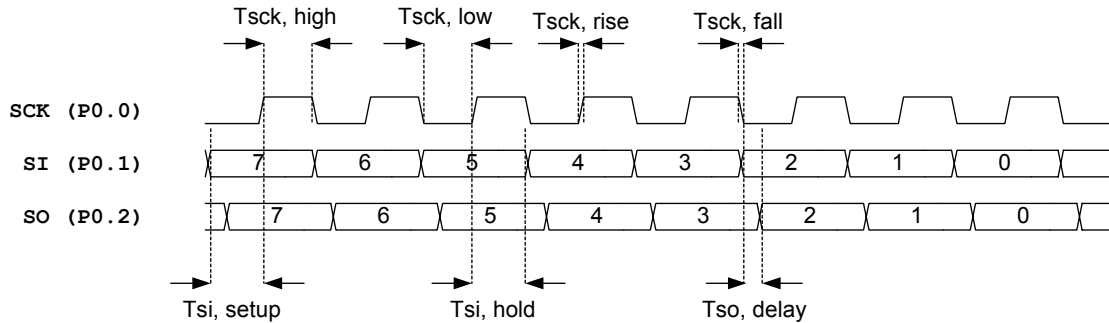 Tsck, high Tsck, low Tsck, rise Tsck, fall
SCK (P0.0)
SI (P0.1) 7 6 5 4 3 2 1 0
SO (P0.2) 7 6 5 4 3 2 1 0
Tsi, setup Tsi, hold Tso, delay